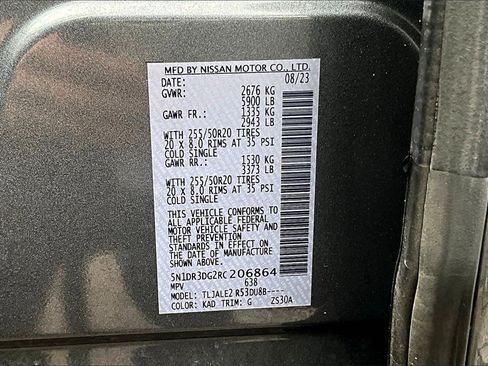 MFD BY NISSAN MOTOR CO., LTD.
DATE: 08/23
GVWR: 2676 KG
5900 LB
GAWR FR.: 1335 KG
2943 LB
WITH 255/50R20 TIRES
20 x 8.0 RIMS AT 35 PSI
COLD SINGLE
GAWR RR.: 1530 KG
3373 LB
WITH 255/50R20 TIRES
20 x 8.0 RIMS AT 35 PSI
COLD SINGLE
THIS VEHICLE CONFORMS TO
ALL APPLICABLE FEDERAL
MOTOR VEHICLE SAFETY
STANDARDS IN EFFECT ON
THE DATE OF MANUFACTURE
SHOWN ABOVE.
5N1DR3DG2RC206864
MPV 638
MODEL: TLJALE2 R53DU8B----
COLOR: KAD TRIM: G ZS30A